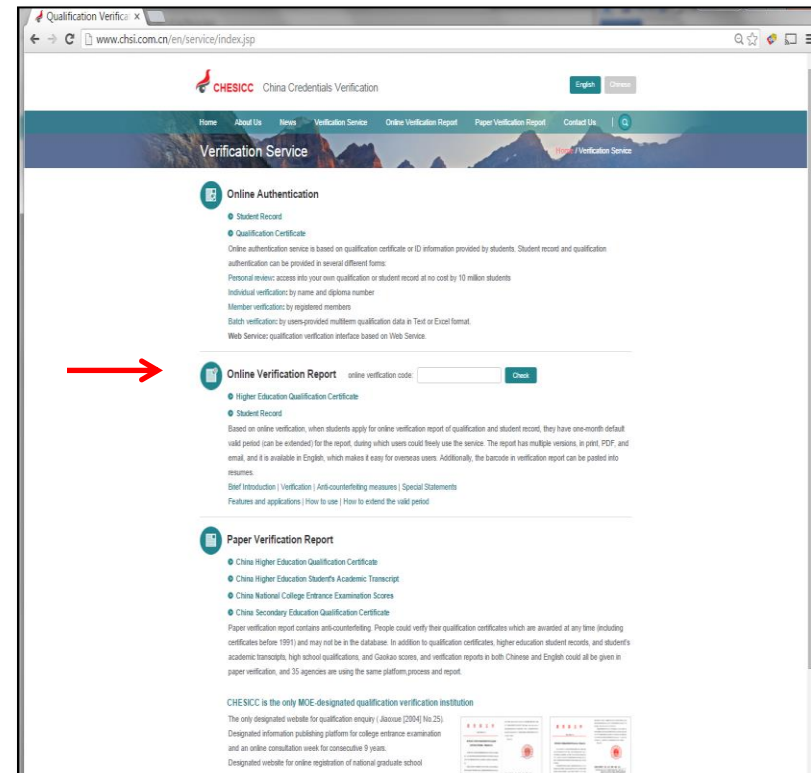 Qualification Verifica
www.chsi.com.cn/en/service/index.jsp
CHESICC China Credentials Verification
English Chinese
Home About Us News Verification Service Online Verification Report Paper Verification Report Contact Us
Verification Service
Home / Verification Service
Online Authentication
Student Record
Qualification Certificate
Online authentication service is based on qualification certificate or ID information provided by students. Student record and qualification
authentication can be provided in several different forms:
Personal review: access into your own qualification or student record at no cost by 10 million students
Individual verification: by name and diploma number
Member verification: by registered members
Batch verification: by users-provided multiterm qualification data in Text or Excel format.
Web Service: qualification verification interface based on Web Service.
Online Verification Report online verification code: Check
Higher Education Qualification Certificate
Student Record
Based on online verification, when students apply for online verification report of qualification and student record, they have one-month default
valid period (can be extended) for the report, during which users could freely use the service. The report has multiple versions, in print, PDF, and
email, and it is available in English, which makes it easy for overseas users. Additionally, the barcode in verification report can be pasted into
resumes.
Brief Introduction | Verification | Anti-counterfeiting measures | Special Statements
Features and applications | How to use | How to extend the valid period
Paper Verification Report
China Higher Education Qualification Certificate
China Higher Education Student's Academic Transcript
China National College Entrance Examination Scores
China Secondary Education Qualification Certificate
Paper verification report contains anti-counterfeiting. People could verify their qualification certificates which are awarded at any time (including
certificates before 1991) and may not be in the database. In addition to qualification certificates, higher education student records, and student's
academic transcripts, high school qualifications, and Gaokao scores, and verification reports in both Chinese and English could all be given in
paper verification, and 35 agencies are using the same platform,process and report.
CHESICC is the only MOE-designated qualification verification institution
The only designated website for qualification enquiry ( Jiaoxue [2004] No.25).
Designated information publishing platform for college entrance examination
and an online consultation week for consecutive 9 years.
Designated website for online registration of national graduate school